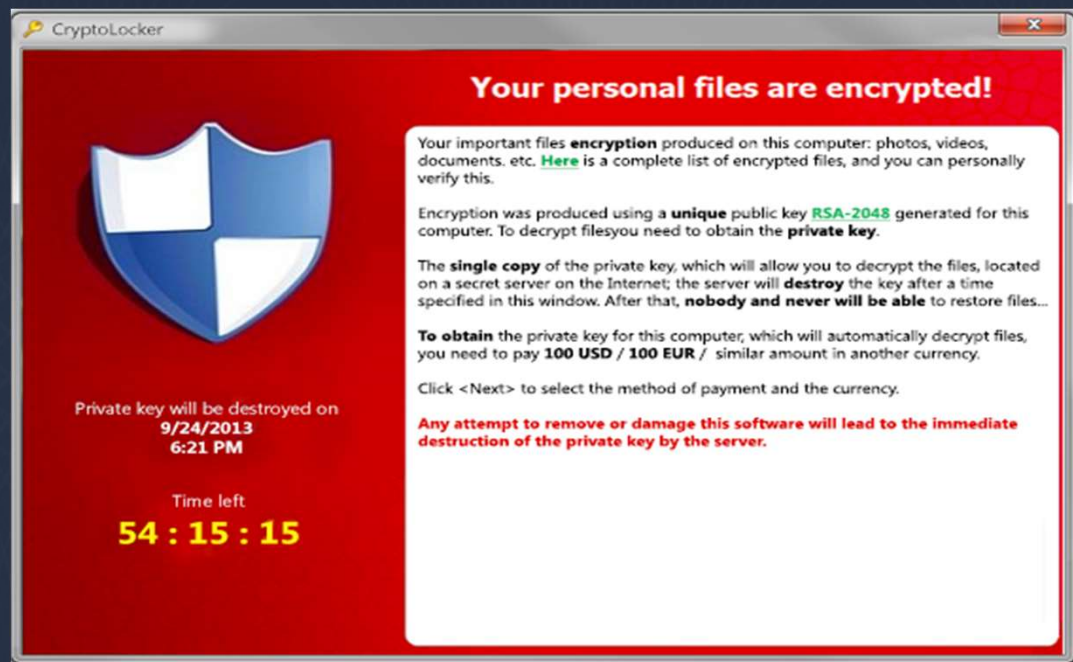 CryptoLocker
Your personal files are encrypted!
Your important files encryption produced on this computer: photos, videos,
documents. etc. Here is a complete list of encrypted files, and you can personally
verify this.
Encryption was produced using a unique public key RSA-2048 generated for this
computer. To decrypt filesyou need to obtain the private key.
The single copy of the private key, which will allow you to decrypt the files, located
on a secret server on the Internet; the server will destroy the key after a time
specified in this window. After that, nobody and never will be able to restore files...
To obtain the private key for this computer, which will automatically decrypt files,
you need to pay 100 USD / 100 EUR / similar amount in another currency.
Click <Next> to select the method of payment and the currency.
Any attempt to remove or damage this software will lead to the immediate
destruction of the private key by the server.
Private key will be destroyed on
9/24/2013
6:21 PM
Time left
54 : 15 : 15